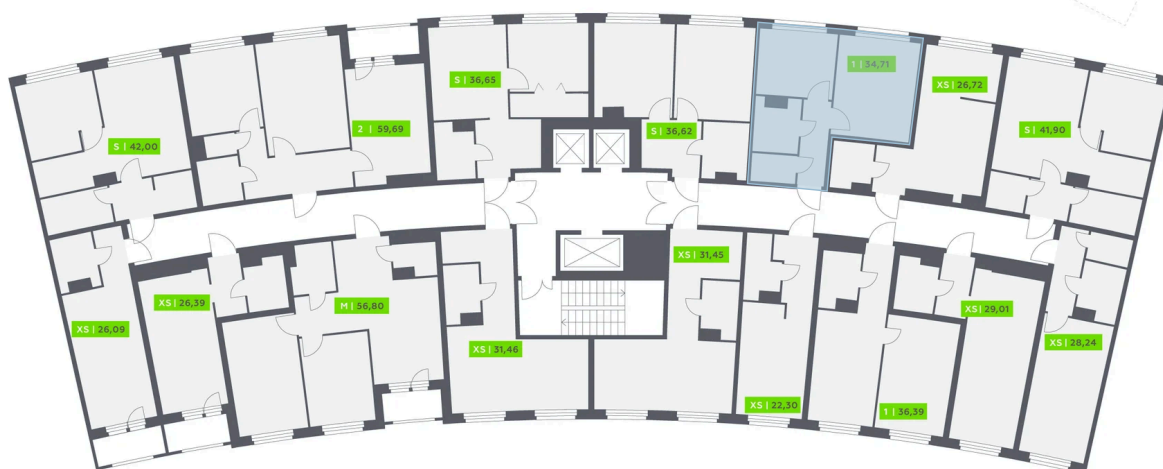 S | 42,00
2 | 59,69
S | 36,65
S | 36,62
1 | 34,71
XS | 26,72
S | 41,90
XS | 26,09
XS | 26,39
M | 56,80
XS | 31,46
XS | 31,45
XS | 22,30
1 | 36,39
XS | 29,01
XS | 28,24